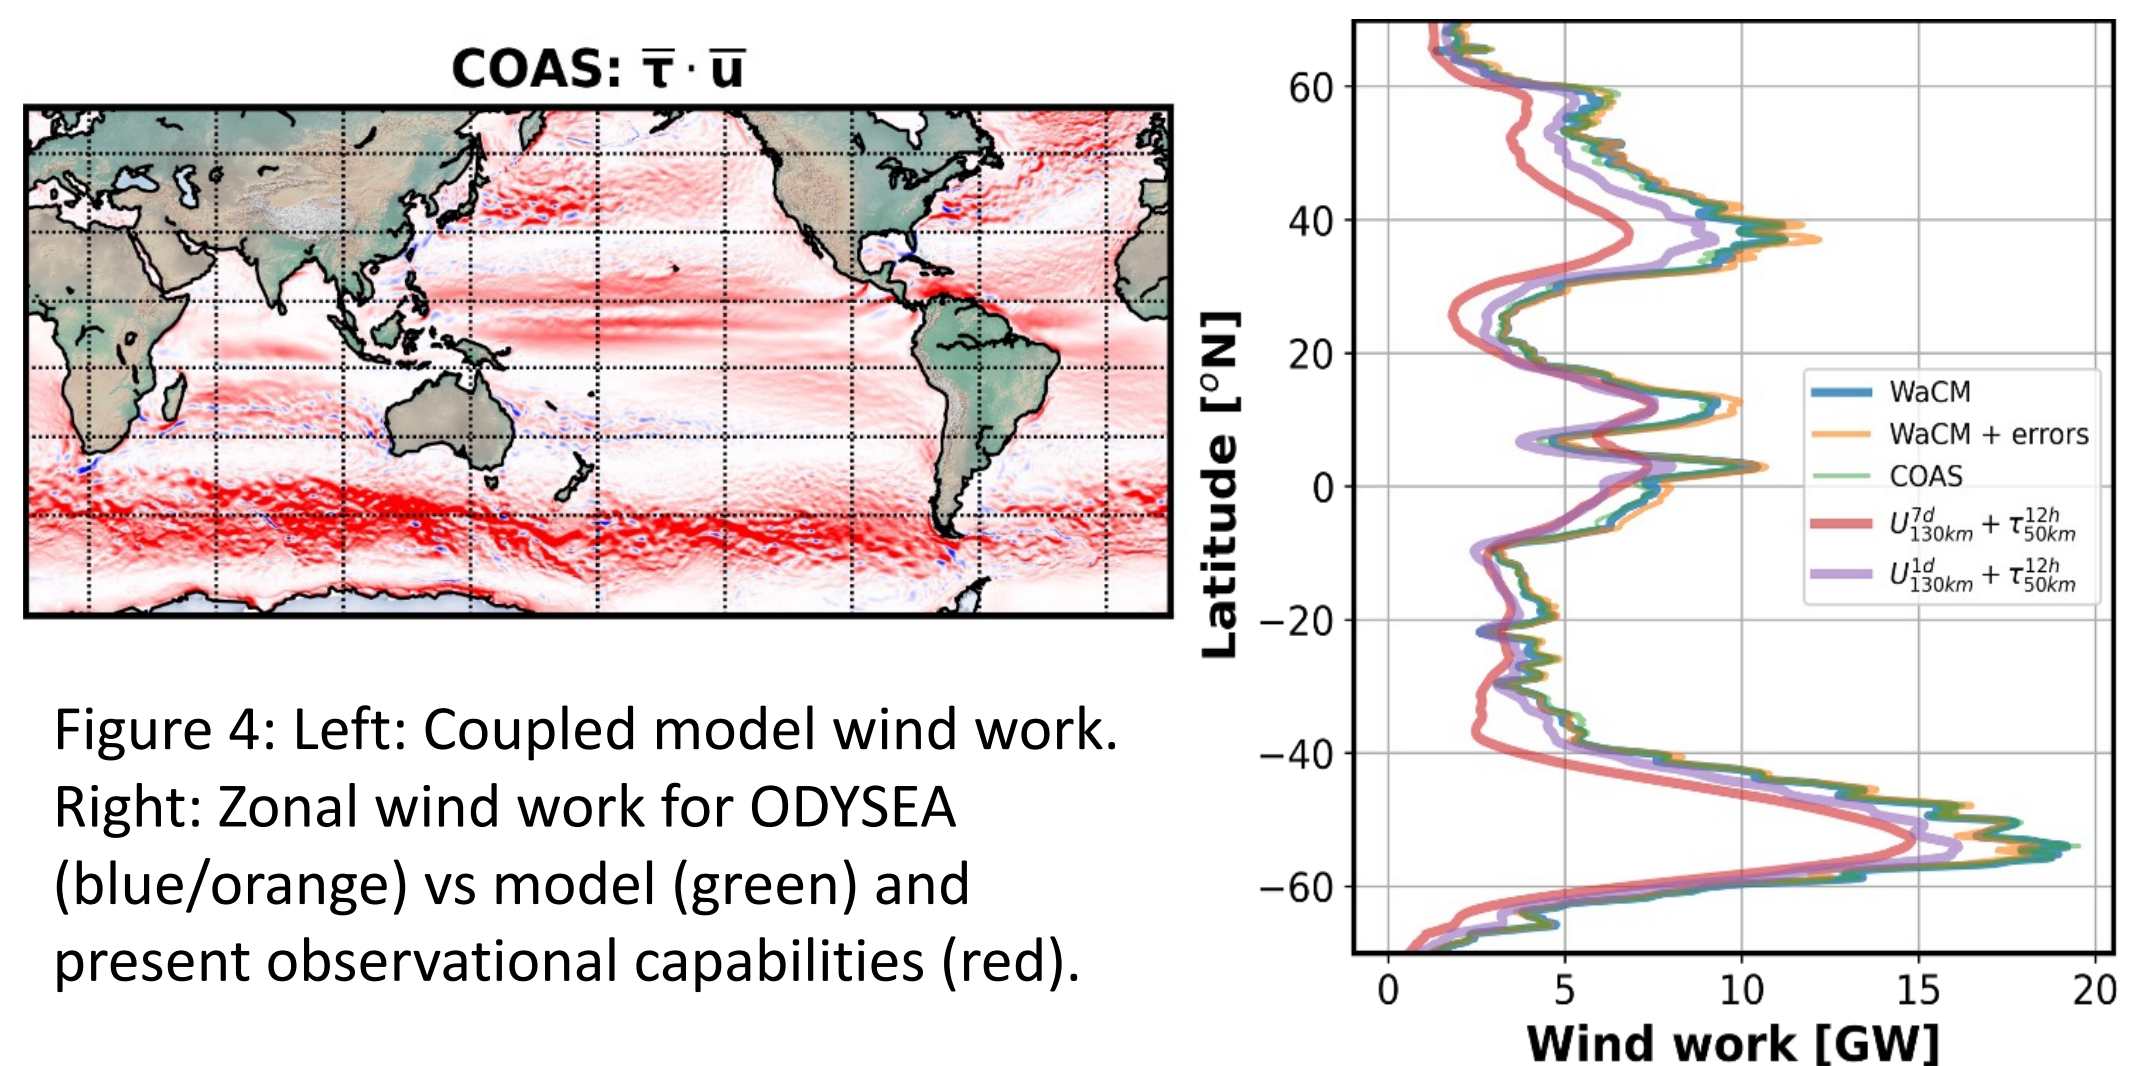 COAS: τ̅ · u̅
Figure 4: Left: Coupled model wind work.
Right: Zonal wind work for ODYSEA
(blue/orange) vs model (green) and
present observational capabilities (red).
Latitude [°N]
60
40
20
0
−20
−40
−60
WaCM
WaCM + errors
COAS
U^{7d}_{130km} + τ^{12h}_{50km}
U^{1d}_{130km} + τ^{12h}_{50km}
0 5 10 15 20
Wind work [GW]